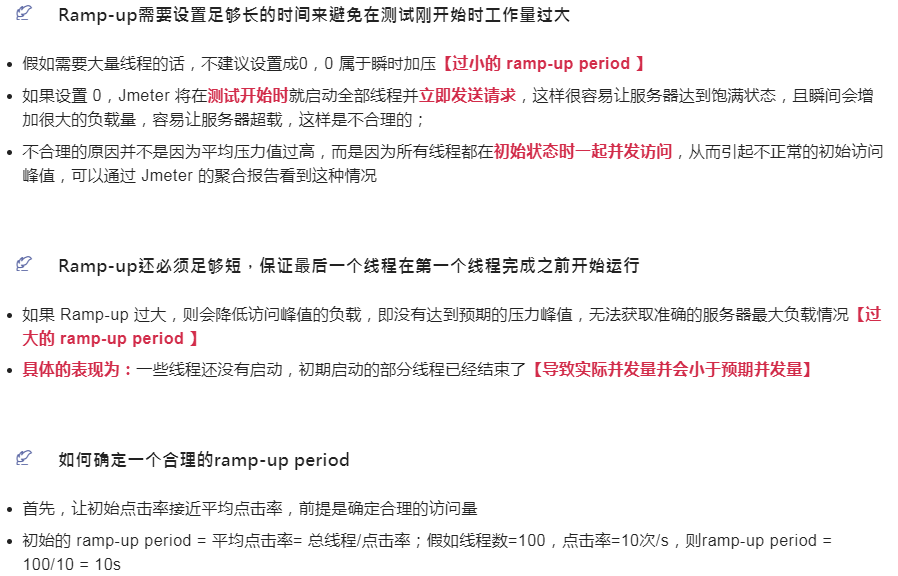 Ramp-up需要设置足够长的时间来避免在测试刚开始时工作量过大
假如需要大量线程的话，不建议设置成0，0 属于瞬时加压【过小的 ramp-up period 】
如果设置 0，Jmeter 将在测试开始时就启动全部线程并立即发送请求，这样很容易让服务器达到饱满状态，且瞬间会增
加很大的负载量，容易让服务器超载，这样是不合理的；
不合理的原因并不是因为平均压力值过高，而是因为所有线程都在初始状态时一起并发访问，从而引起不正常的初始访问
峰值，可以通过 Jmeter 的聚合报告看到这种情况
Ramp-up还必须足够短，保证最后一个线程在第一个线程完成之前开始运行
如果 Ramp-up 过大，则会降低访问峰值的负载，即没有达到预期的压力峰值，无法获取准确的服务器最大负载情况【过
大的 ramp-up period 】
具体的表现为：一些线程还没有启动，初期启动的部分线程已经结束了【导致实际并发量并会小于预期并发量】
如何确定一个合理的ramp-up period
首先，让初始点击率接近平均点击率，前提是确定合理的访问量
初始的 ramp-up period = 平均点击率= 总线程/点击率；假如线程数=100，点击率=10次/s，则ramp-up period =
100/10 = 10s